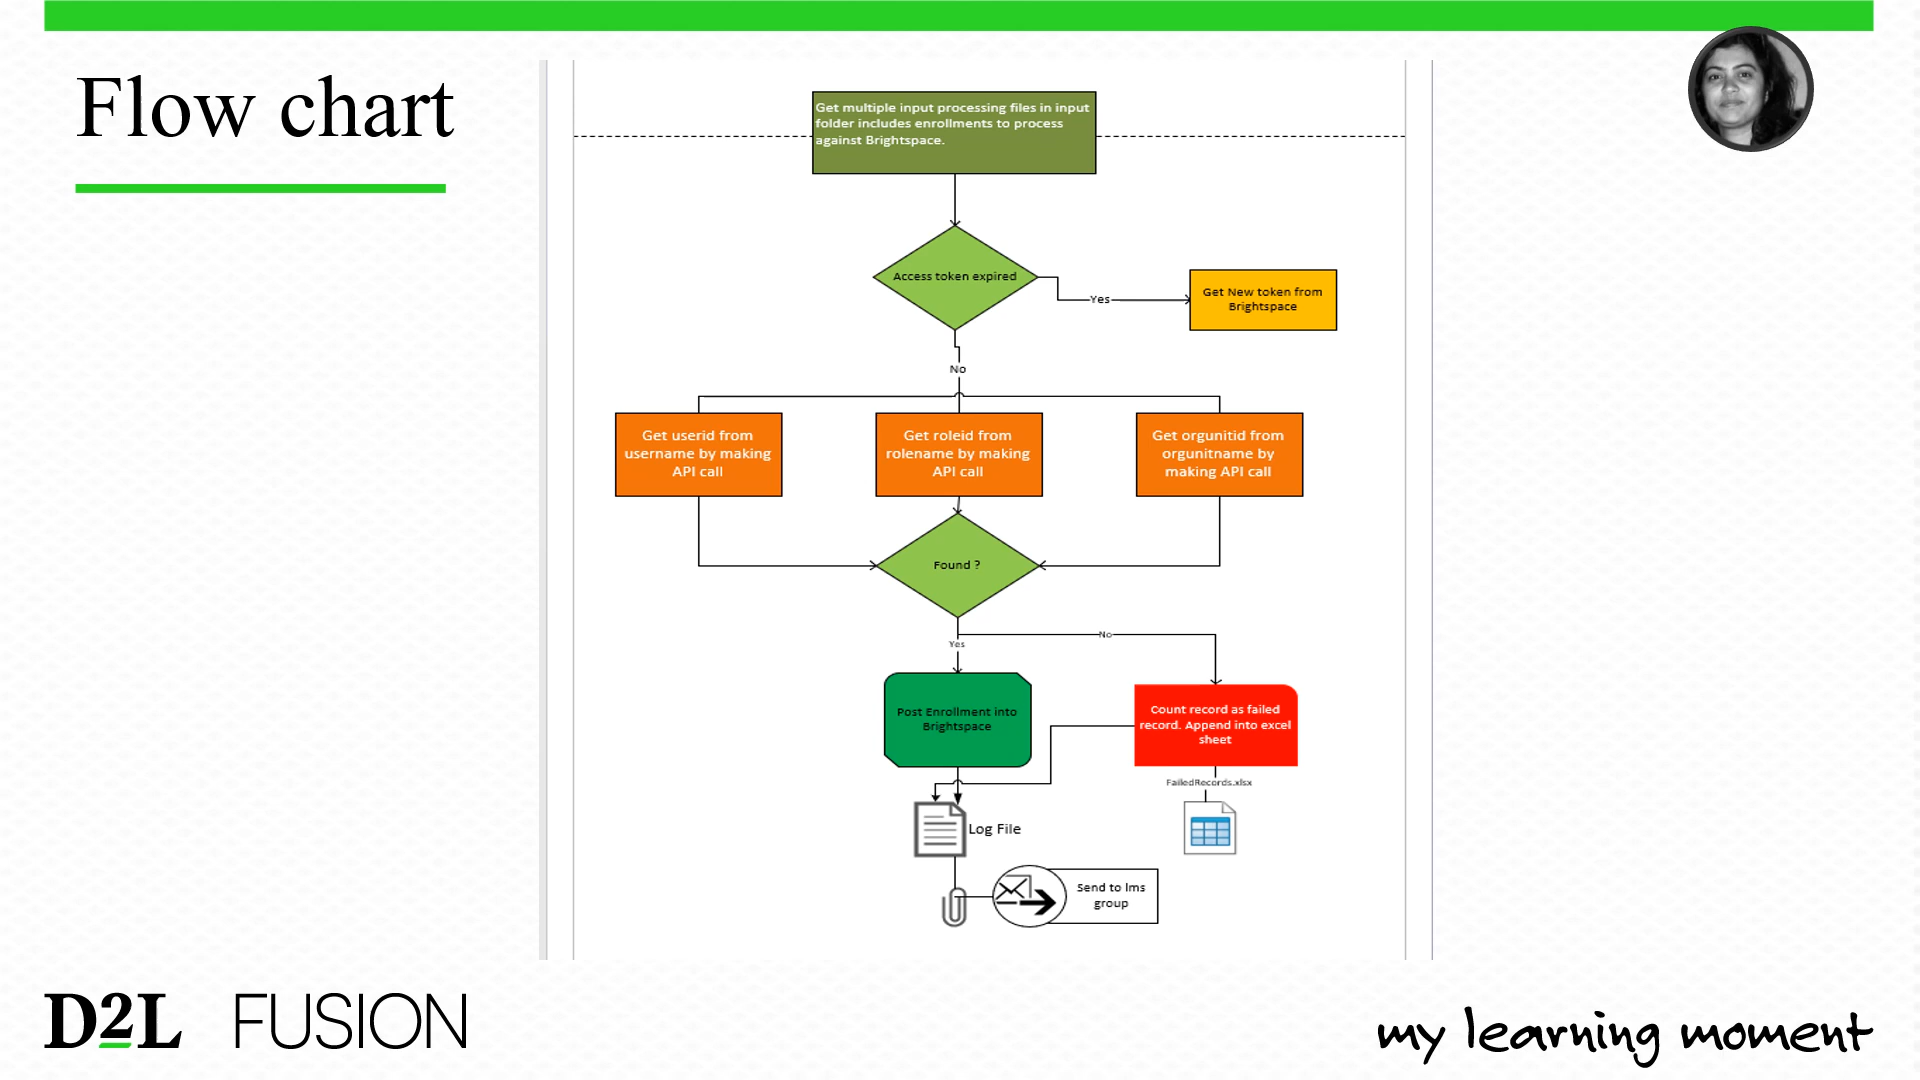 Flow chart
Get multiple input processing files in input
folder includes enrollments to process
against Brightspace.
Access token expired
Yes
Get New token from
Brightspace
No
Get userid from
username by making
API call
Get roleid from
rolename by making
API call
Get orgunitid from
orgunitname by
making API call
Found ?
No
Yes
Post Enrollment into
Brightspace
Count record as failed
record. Append into excel
sheet
FailedRecords.xlsx
Log File
Send to lms
group
D2L FUSION
my learning moment